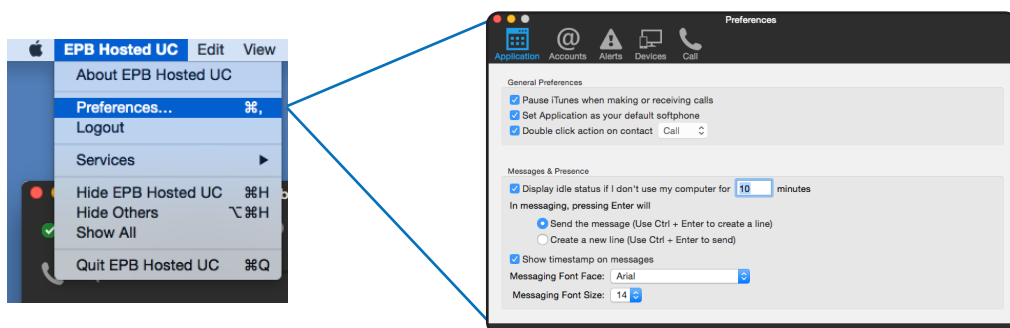 EPB Hosted UC Edit View
About EPB Hosted UC
Preferences... ⌘,
Logout
Services ▶
Hide EPB Hosted UC ⌘H
Hide Others ⌥⌘H
Show All
Quit EPB Hosted UC ⌘Q
Preferences
Application Accounts Alerts Devices Call
General Preferences
Pause iTunes when making or receiving calls
Set Application as your default softphone
Double click action on contact Call
Messages & Presence
Display idle status if I don't use my computer for 10 minutes
In messaging, pressing Enter will
Send the message (Use Ctrl + Enter to create a line)
Create a new line (Use Ctrl + Enter to send)
Show timestamp on messages
Messaging Font Face: Arial
Messaging Font Size: 14